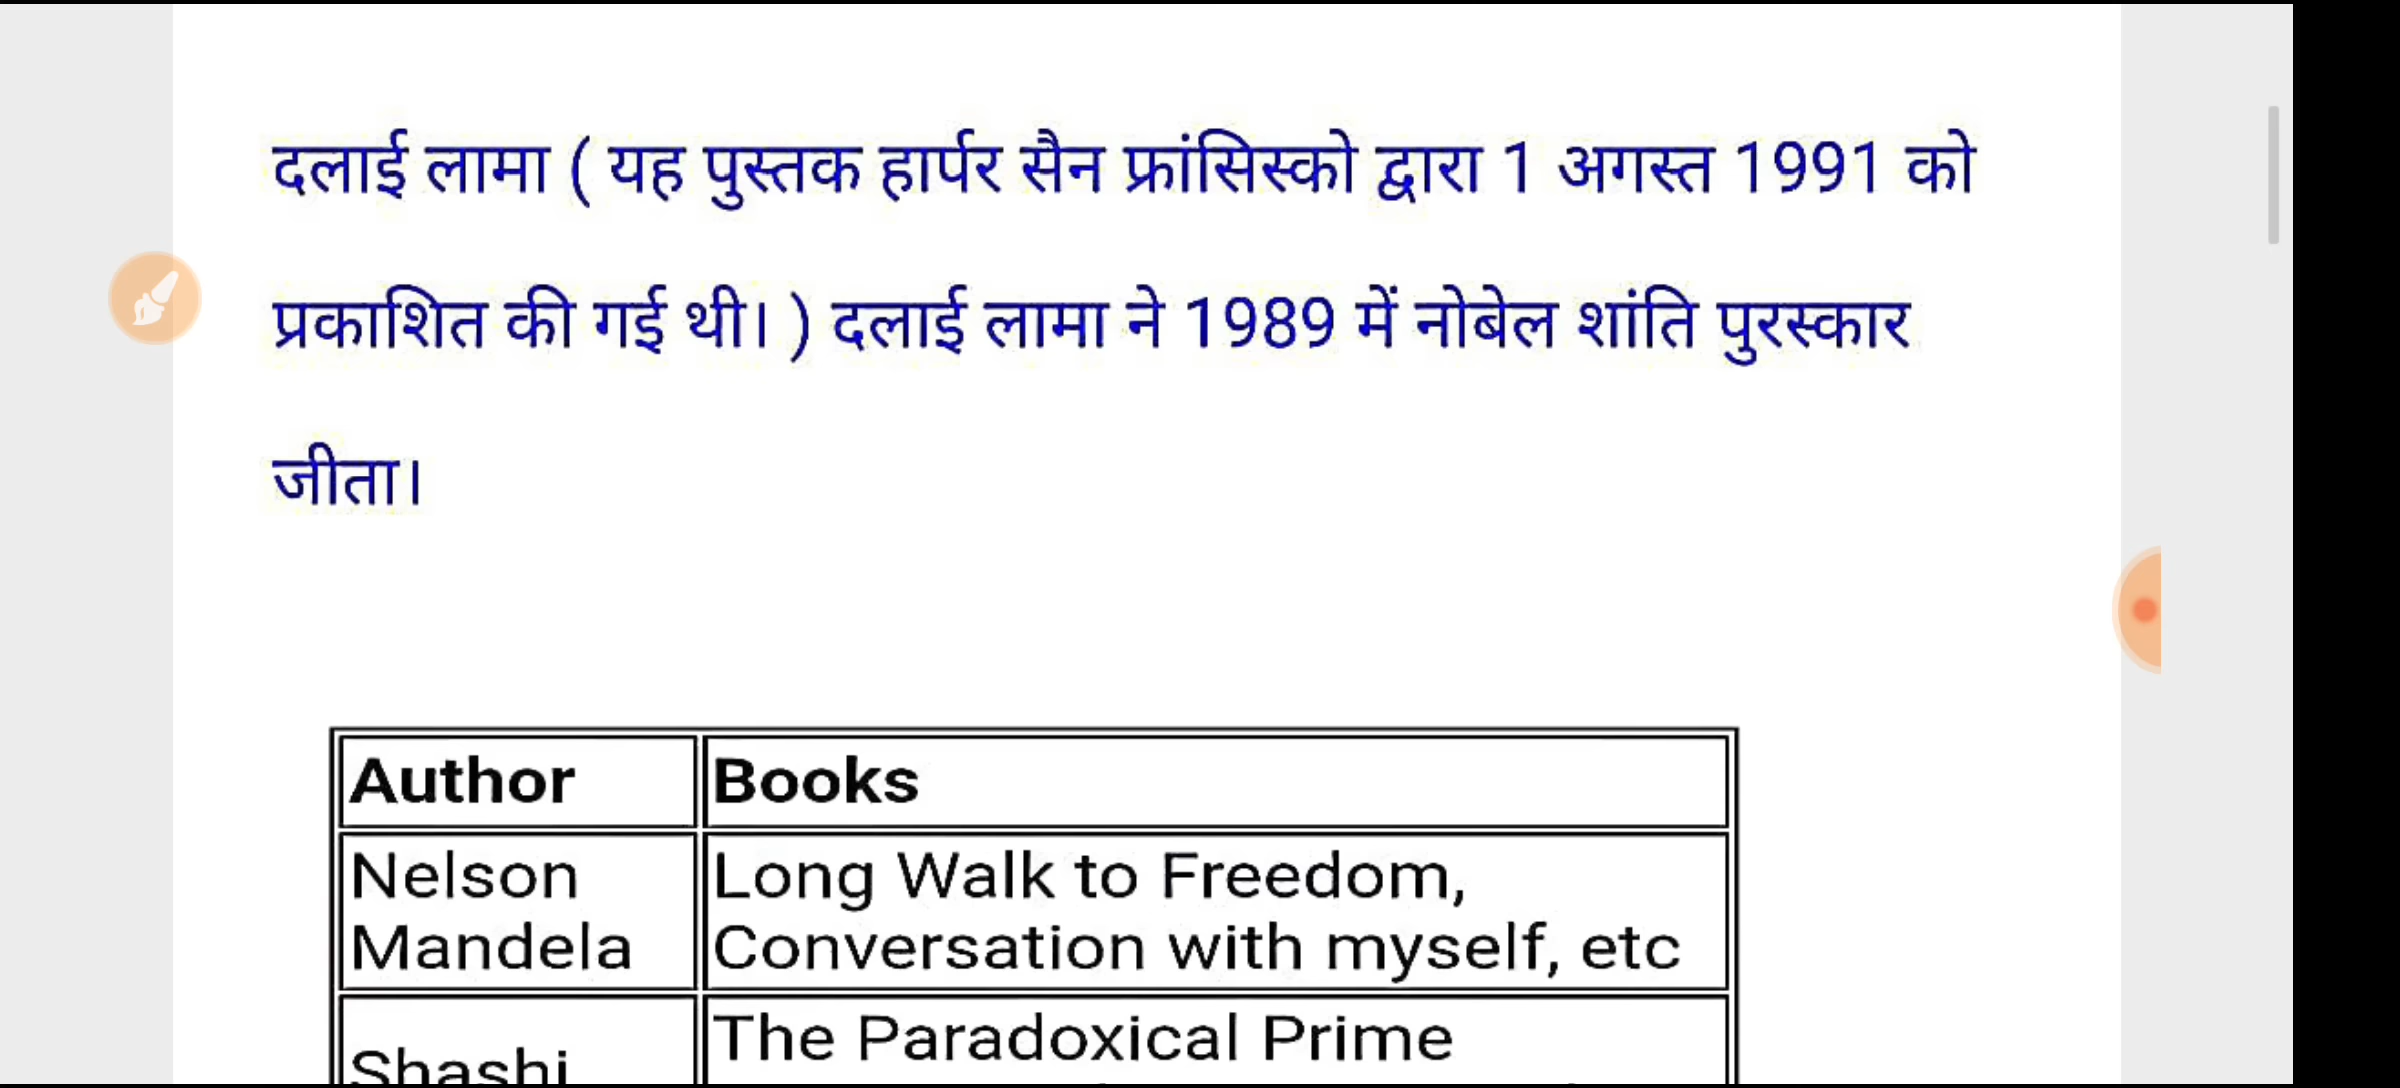 दलाई लामा ( यह पुस्तक हार्पर सैन फ्रांसिस्को द्वारा 1 अगस्त 1991 को
प्रकाशित की गई थी। ) दलाई लामा ने 1989 में नोबेल शांति पुरस्कार
जीता।
Author Books
Nelson Long Walk to Freedom,
Mandela Conversation with myself, etc
The Paradoxical Prime
Shashi